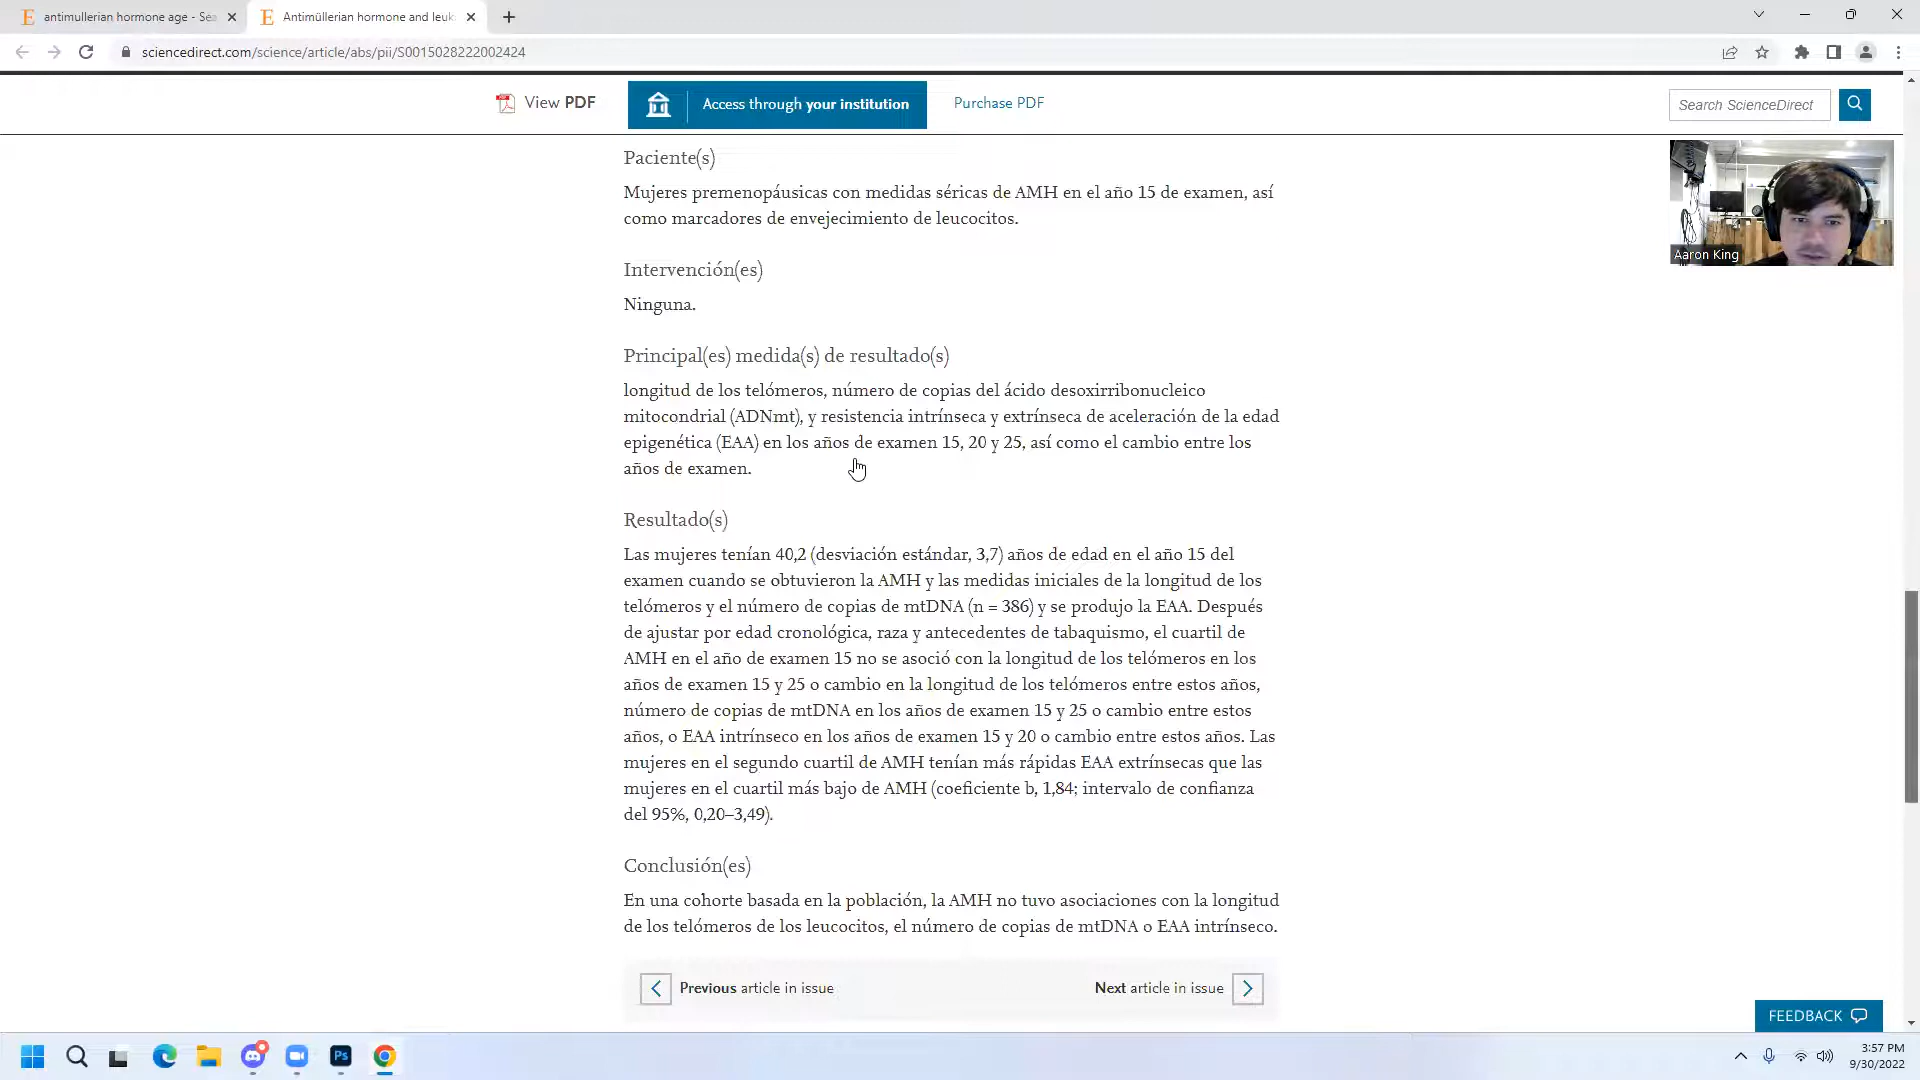 antimullerian hormone age - Sea
Antimüllerian hormone and leuk
sciencedirect.com/science/article/abs/pii/S0015028222002424
View PDF
Access through your institution
Purchase PDF
Search ScienceDirect
Aaron King
Paciente(s)
Mujeres premenopáusicas con medidas séricas de AMH en el año 15 de examen, así
como marcadores de envejecimiento de leucocitos.
Intervención(es)
Ninguna.
Principal(es) medida(s) de resultado(s)
longitud de los telómeros, número de copias del ácido desoxirribonucleico
mitocondrial (ADNmt), y resistencia intrínseca y extrínseca de aceleración de la edad
epigenética (EAA) en los años de examen 15, 20 y 25, así como el cambio entre los
años de examen.
Resultado(s)
Las mujeres tenían 40,2 (desviación estándar, 3,7) años de edad en el año 15 del
examen cuando se obtuvieron la AMH y las medidas iniciales de la longitud de los
telómeros y el número de copias de mtDNA (n = 386) y se produjo la EAA. Después
de ajustar por edad cronológica, raza y antecedentes de tabaquismo, el cuartil de
AMH en el año de examen 15 no se asoció con la longitud de los telómeros en los
años de examen 15 y 25 o cambio en la longitud de los telómeros entre estos años,
número de copias de mtDNA en los años de examen 15 y 25 o cambio entre estos
años, o EAA intrínseco en los años de examen 15 y 20 o cambio entre estos años. Las
mujeres en el segundo cuartil de AMH tenían más rápidas EAA extrínsecas que las
mujeres en el cuartil más bajo de AMH (coeficiente b, 1,84; intervalo de confianza
del 95%, 0,20–3,49).
Conclusión(es)
En una cohorte basada en la población, la AMH no tuvo asociaciones con la longitud
de los telómeros de los leucocitos, el número de copias de mtDNA o EAA intrínseco.
Previous article in issue
Next article in issue
FEEDBACK
Ps
3:57 PM
9/30/2022